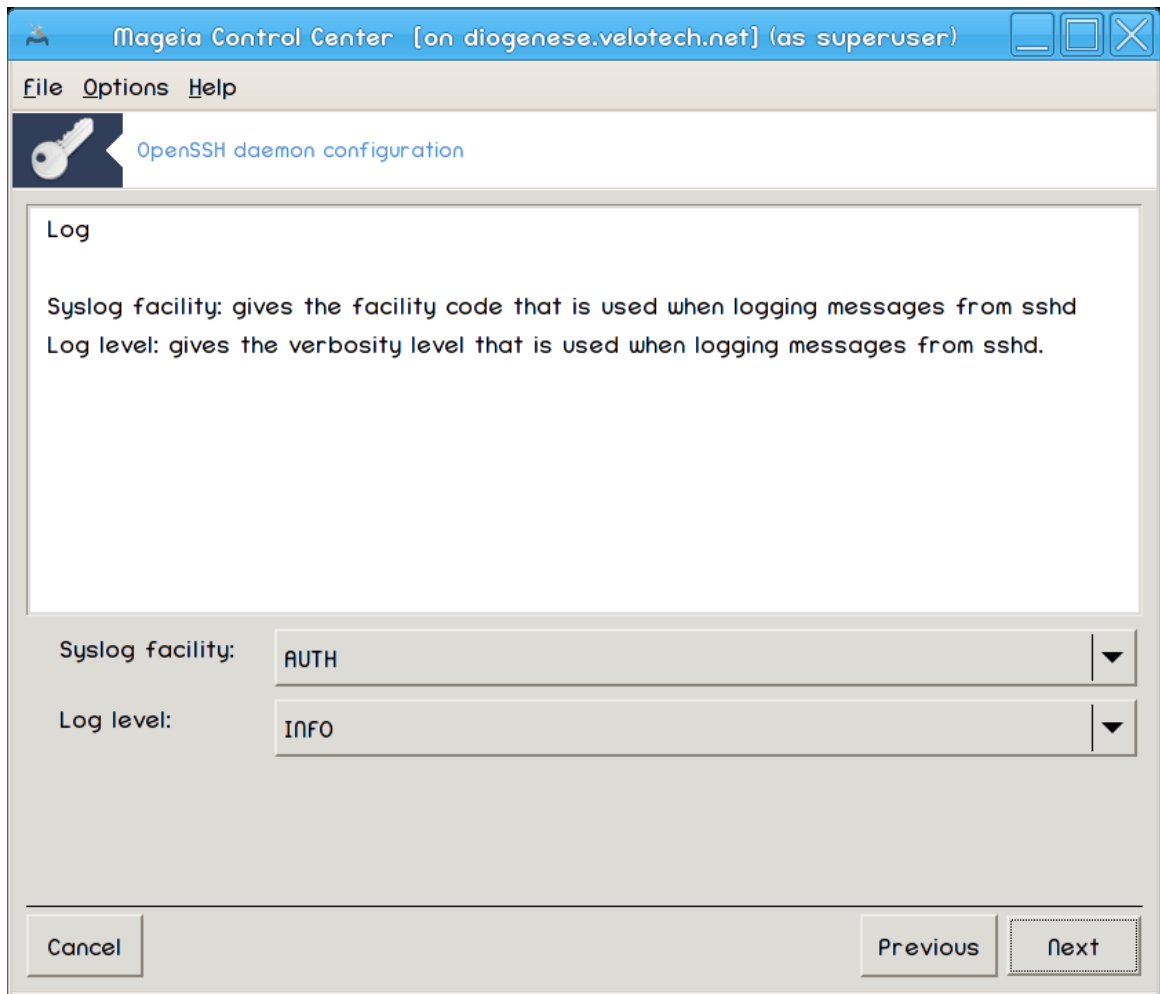 Mageia Control Center [on diogenese.velotech.net] (as superuser)
File Options Help
OpenSSH daemon configuration
Log
Syslog facility: gives the facility code that is used when logging messages from sshd
Log level: gives the verbosity level that is used when logging messages from sshd.
Syslog facility: AUTH
Log level: INFO
Cancel Previous Next